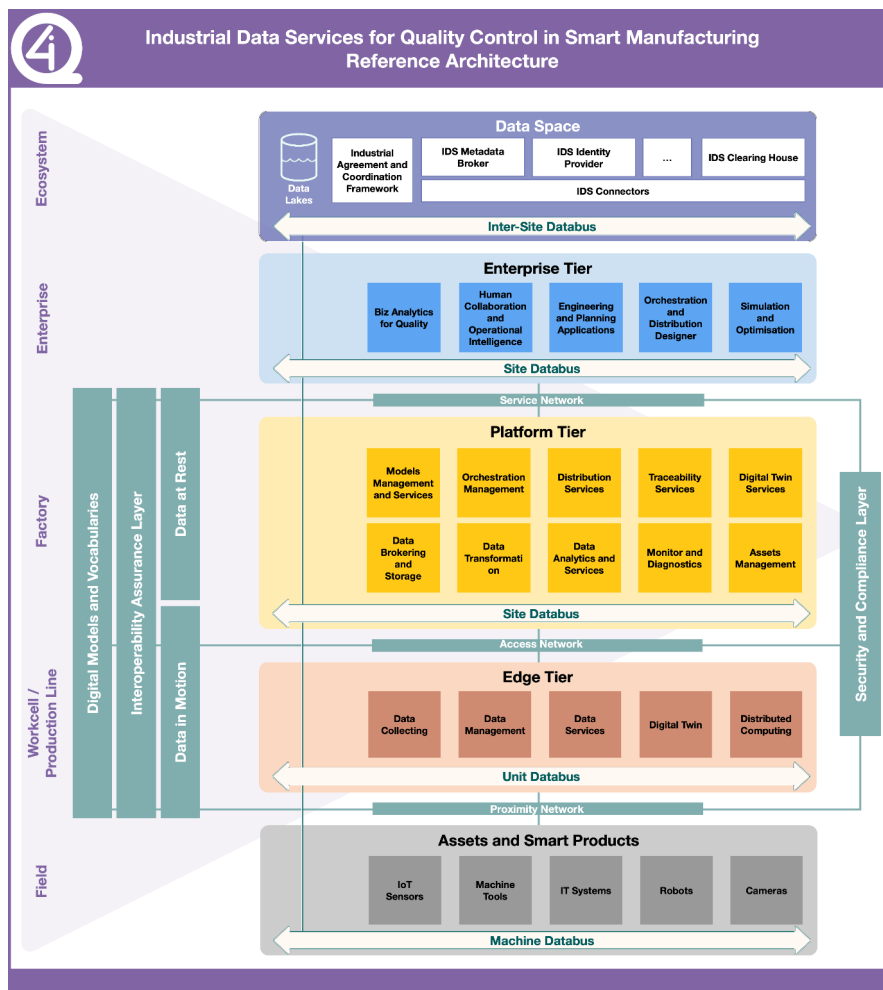 4i
Industrial Data Services for Quality Control in Smart Manufacturing
Reference Architecture
Ecosystem
Data Space
Data
Lakes
Industrial
Agreement and
Coordination
Framework
IDS Metadata
Broker
IDS Identity
Provider
...
IDS Clearing House
IDS Connectors
Inter-Site Databus
Enterprise
Enterprise Tier
Biz Analytics
for Quality
Human
Collaboration
and
Operational
Intelligence
Engineering
and Planning
Applications
Orchestration
and
Distribution
Designer
Simulation
and
Optimisation
Site Databus
Service Network
Digital Models and Vocabularies
Interoperability Assurance Layer
Data at Rest
Data in Motion
Security and Compliance Layer
Factory
Platform Tier
Models
Management
and Services
Orchestration
Management
Distribution
Services
Traceability
Services
Digital Twin
Services
Data
Brokering
and
Storage
Data
Transformati
on
Data
Analytics and
Services
Monitor and
Diagnostics
Assets
Management
Site Databus
Access Network
Workcell /
Production Line
Edge Tier
Data
Collecting
Data
Management
Data
Services
Digital Twin
Distributed
Computing
Unit Databus
Proximity Network
Field
Assets and Smart Products
IoT
Sensors
Machine
Tools
IT Systems
Robots
Cameras
Machine Databus